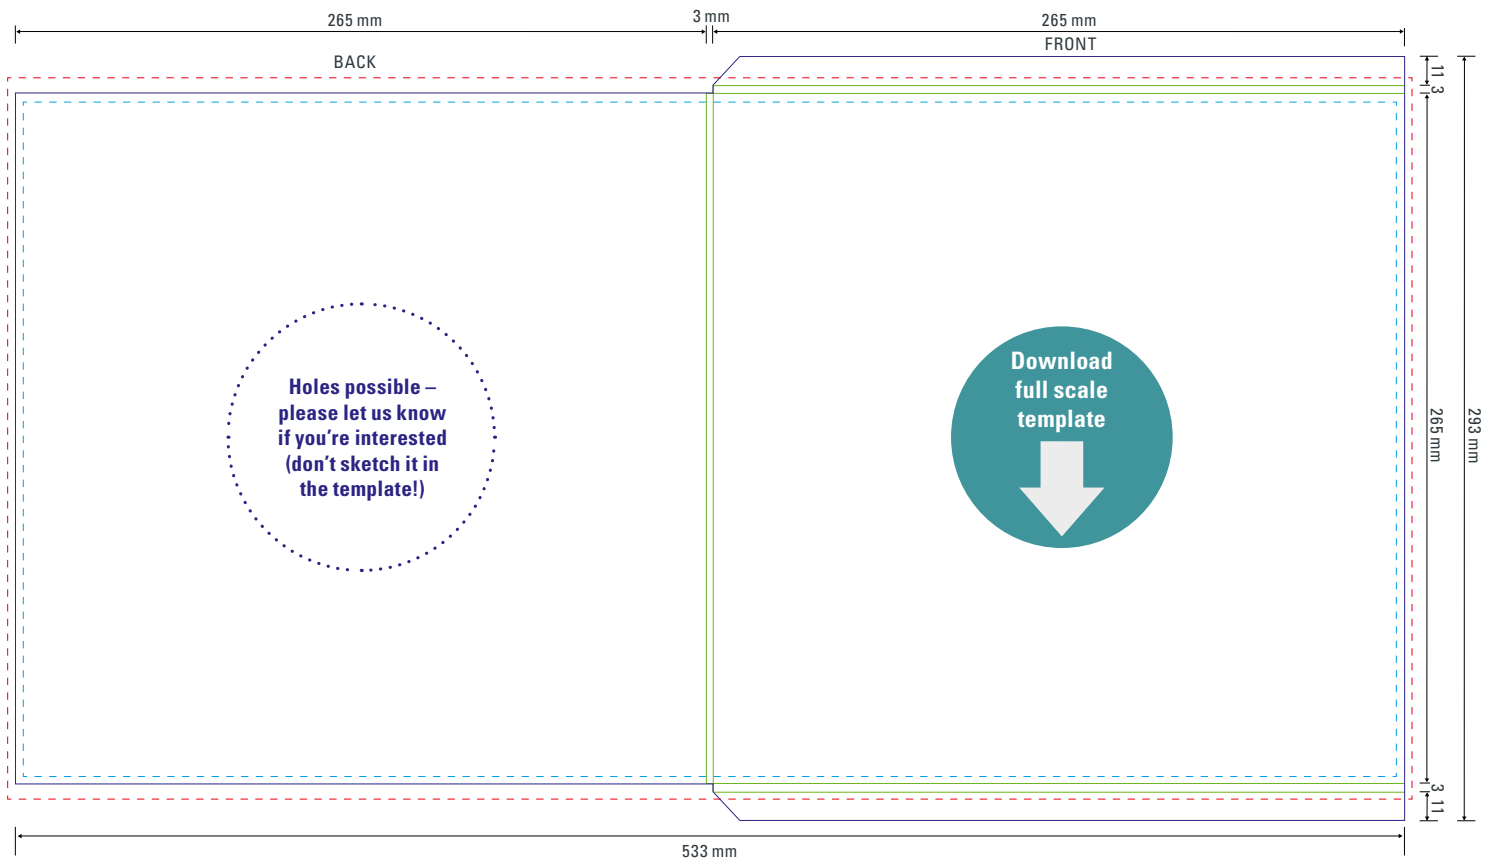 265 mm
3 mm
265 mm
BACK
FRONT
11
3
Holes possible –
please let us know
if you're interested
(don't sketch it in
the template!)
Download
full scale
template
265 mm
293 mm
3
11
533 mm